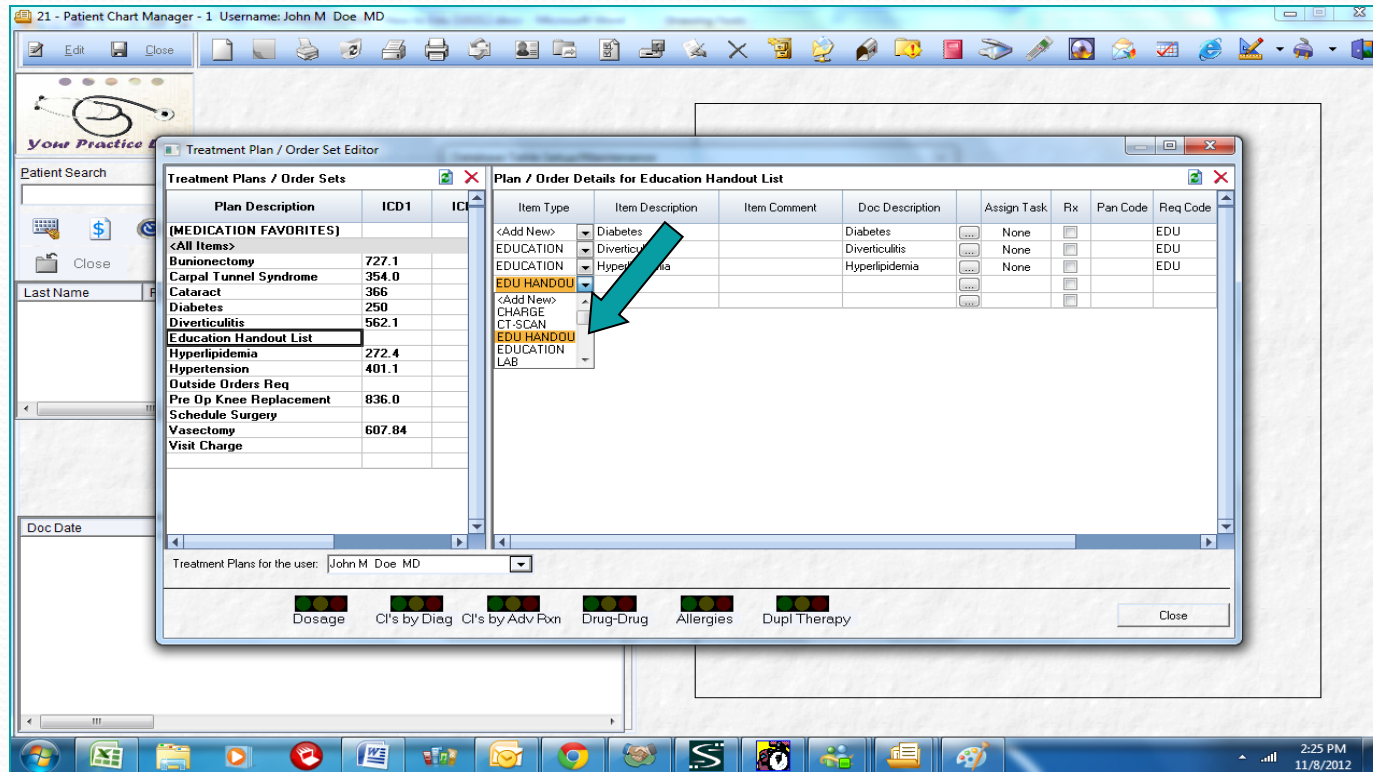 21 - Patient Chart Manager - 1 Username: John M Doe MD
Edit Close
Your Practice
Treatment Plan / Order Set Editor
Patient Search
Treatment Plans / Order Sets
Plan / Order Details for Education Handout List
Plan Description ICD1
Item Type Item Description Item Comment Doc Description Assign Task Rx Pan Code Req Code
(MEDICATION FAVORITES)
<Add New> Diabetes Diabetes ... None EDU
<All Items>
EDUCATION Diverticulitis ... None EDU
Bunionectomy 727.1
EDUCATION Hyperlipidemia ... None EDU
Carpal Tunnel Syndrome 354.0
EDU HANDOU ...
Cataract 366
<Add New> ...
Diabetes 250
CHARGE
Diverticulitis 562.1
CT-SCAN
Education Handout List
EDU HANDOU
Hyperlipidemia 272.4
EDUCATION
Hypertension 401.1
LAB
Outside Orders Req
Pre Op Knee Replacement 836.0
Schedule Surgery
Vasectomy 607.84
Visit Charge
Close
Last Name
Doc Date
Treatment Plans for the user: John M Doe MD
Dosage CI's by Diag CI's by Adv Rxn Drug-Drug Allergies Dupl Therapy
Close
2:25 PM
11/8/2012